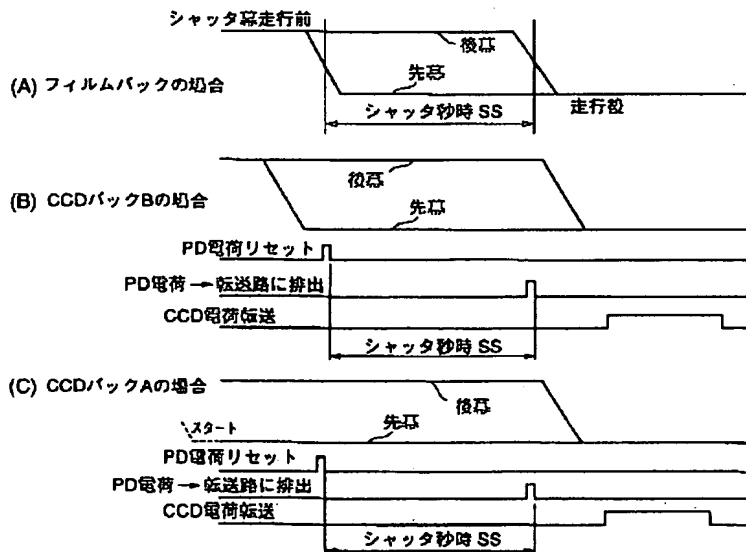 シャッタ幕走行前
後幕
(A) フィルムパックの場合
先幕
シャッタ秒時 SS
走行後
後幕
(B) CCDパックBの場合
先幕
PD電荷リセット
PD電荷→転送路に排出
CCD電荷転送
シャッタ秒時 SS
(C) CCDパックAの場合
後幕
スタート
先幕
PD電荷リセット
PD電荷→転送路に排出
CCD電荷転送
シャッタ秒時 SS